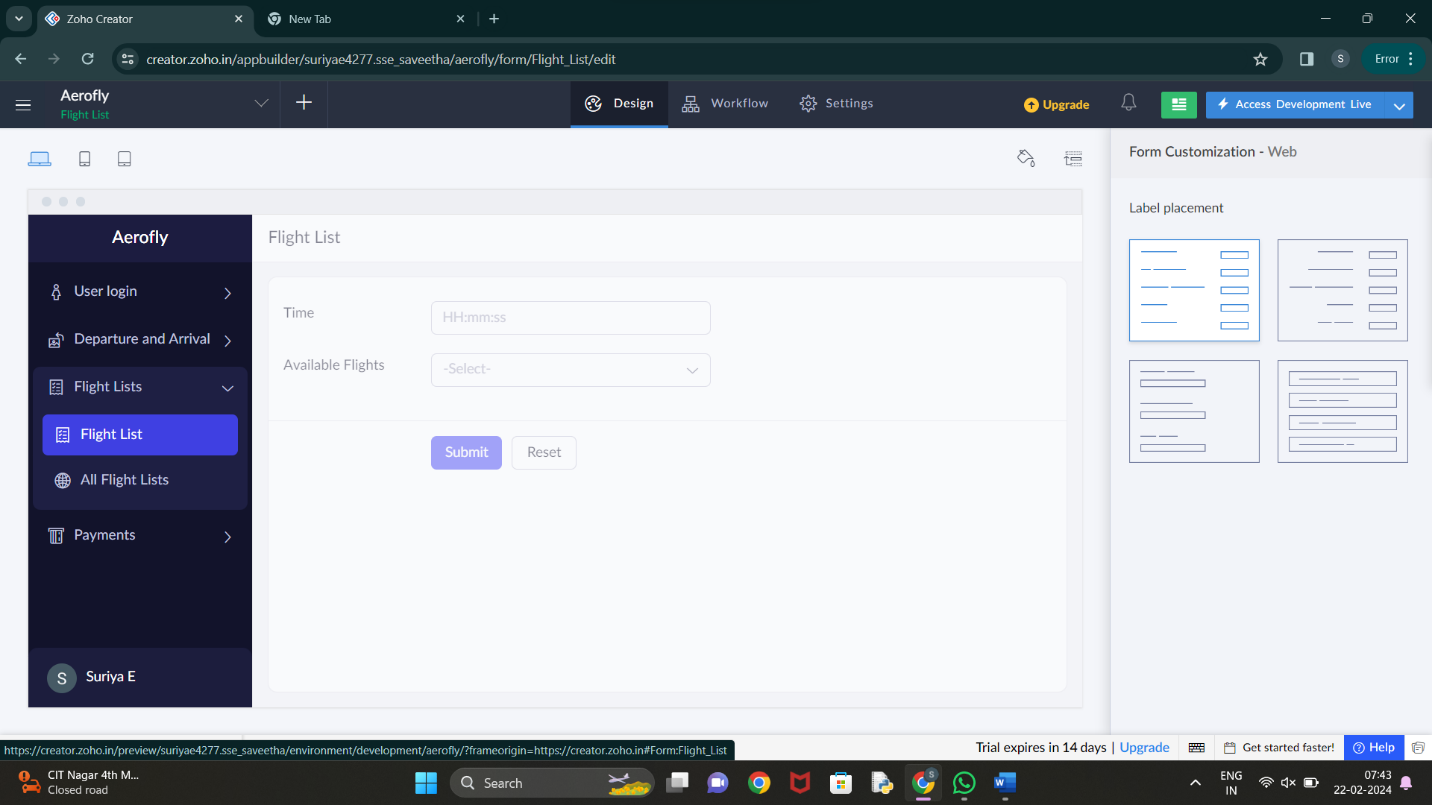 Zoho Creator
New Tab
creator.zoho.in/appbuilder/suriyae4277.sse_saveetha/aerofly/form/Flight_List/edit
S
Error
Aerofly
Flight List
Design
Workflow
Settings
Upgrade
Access Development Live
Form Customization - Web
Label placement
Aerofly
Flight List
User login
Departure and Arrival
Flight Lists
Flight List
All Flight Lists
Payments
Time
HH:mm:ss
Available Flights
-Select-
Submit
Reset
S
Suriya E
https://creator.zoho.in/preview/suriyae4277.sse_saveetha/environment/development/aerofly/?frameorigin=https://creator.zoho.in#Form:Flight_List
Trial expires in 14 days | Upgrade
Get started faster!
Help
CIT Nagar 4th M...
Closed road
Search
S
W
ENG
IN
07:43
22-02-2024